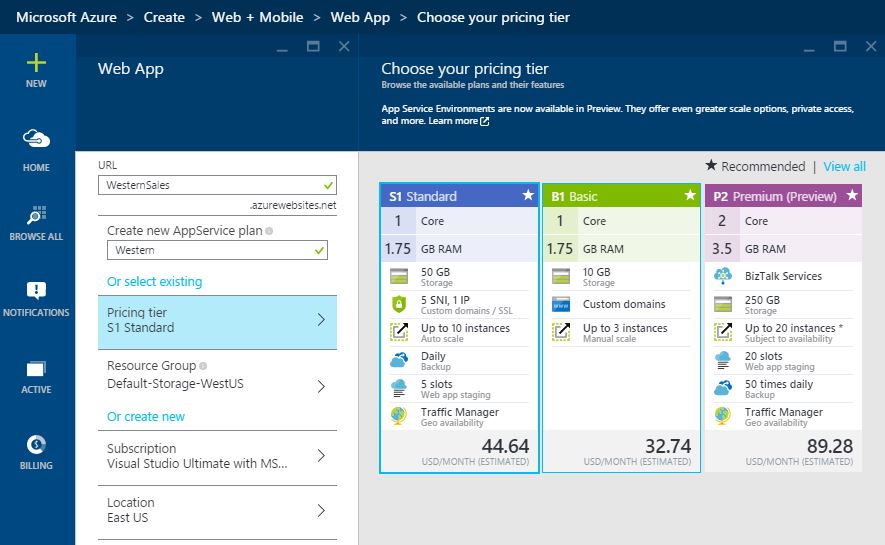 Microsoft Azure > Create > Web + Mobile > Web App > Choose your pricing tier
NEW
HOME
BROWSE ALL
NOTIFICATIONS
ACTIVE
BILLING
Web App
URL
WesternSales
.azurewebsites.net
Create new AppService plan
Western
Or select existing
Pricing tier
S1 Standard
Resource Group
Default-Storage-WestUS
Or create new
Subscription
Visual Studio Ultimate with MS...
Location
East US
Choose your pricing tier
Browse the available plans and their features
App Service Environments are now available in Preview. They offer even greater scale options, private access,
and more. Learn more
★ Recommended | View all
S1 Standard
1 Core
1.75 GB RAM
50 GB
Storage
5 SNI, 1 IP
Custom domains / SSL
Up to 10 instances
Auto scale
Daily
Backup
5 slots
Web app staging
Traffic Manager
Geo availability
44.64
USD/MONTH (ESTIMATED)
B1 Basic
1 Core
1.75 GB RAM
10 GB
Storage
Custom domains
Up to 3 instances
Manual scale
32.74
USD/MONTH (ESTIMATED)
P2 Premium (Preview)
2 Core
3.5 GB RAM
BizTalk Services
250 GB
Storage
Up to 20 instances *
Subject to availability
20 slots
Web app staging
50 times daily
Backup
Traffic Manager
Geo availability
89.28
USD/MONTH (ESTIMATED)